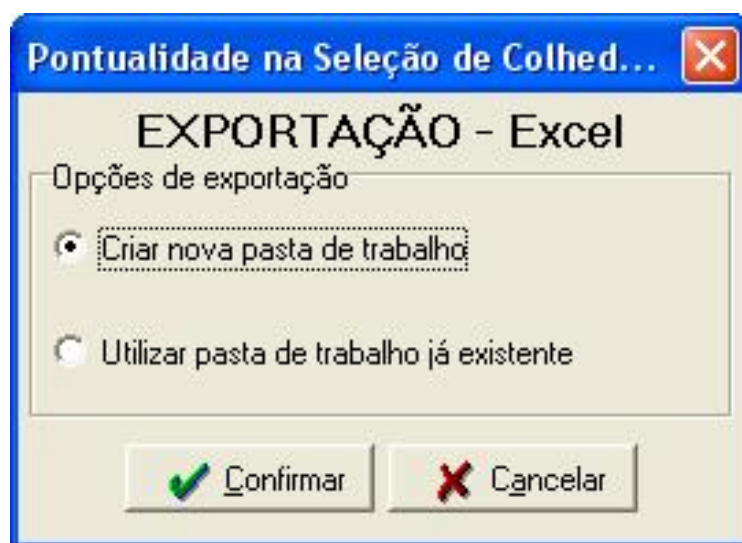 Pontualidade na Seleção de Colhed...
EXPORTAÇÃO - Excel
Opções de exportação
Criar nova pasta de trabalho
Utilizar pasta de trabalho já existente
Confirmar
Cancelar